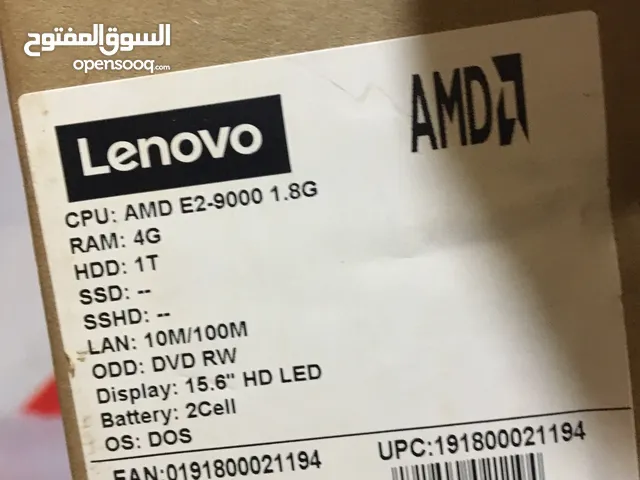 السوق المفتوح
opensooq.com
Lenovo
AMD
CPU: AMD E2-9000 1.8G
RAM: 4G
HDD: 1T
SSD: --
SSHD: --
LAN: 10M/100M
ODD: DVD RW
Display: 15.6" HD LED
Battery: 2Cell
OS: DOS
EAN:0191800021194
UPC:191800021194